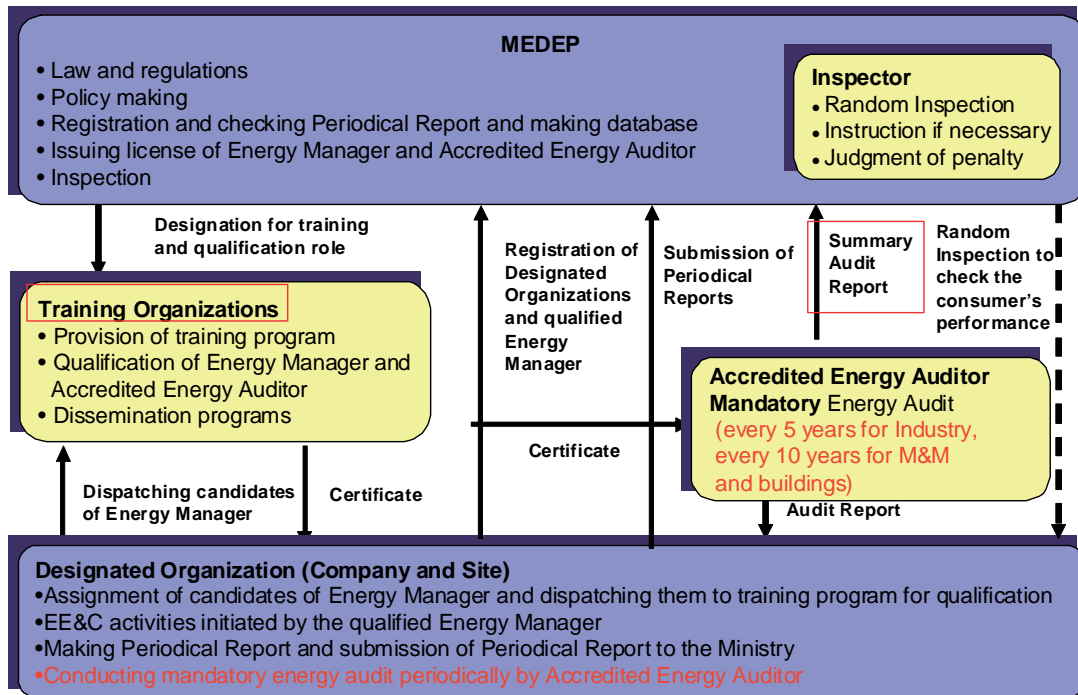 MEDEP
• Law and regulations
• Policy making
• Registration and checking Periodical Report and making database
• Issuing license of Energy Manager and Accredited Energy Auditor
• Inspection
Inspector
• Random Inspection
• Instruction if necessary
• Judgment of penalty
Designation for training
and qualification role
Registration of
Designated
Organizations
and qualified
Energy
Manager
Submission of
Periodical
Reports
Summary
Audit
Report
Random
Inspection to
check the
consumer's
performance
Training Organizations
• Provision of training program
• Qualification of Energy Manager and
Accredited Energy Auditor
• Dissemination programs
Accredited Energy Auditor
Mandatory Energy Audit
(every 5 years for Industry,
every 10 years for M&M
and buildings)
Certificate
Dispatching candidates
of Energy Manager
Certificate
Audit Report
Designated Organization (Company and Site)
•Assignment of candidates of Energy Manager and dispatching them to training program for qualification
•EE&C activities initiated by the qualified Energy Manager
•Making Periodical Report and submission of Periodical Report to the Ministry
•Conducting mandatory energy audit periodically by Accredited Energy Auditor